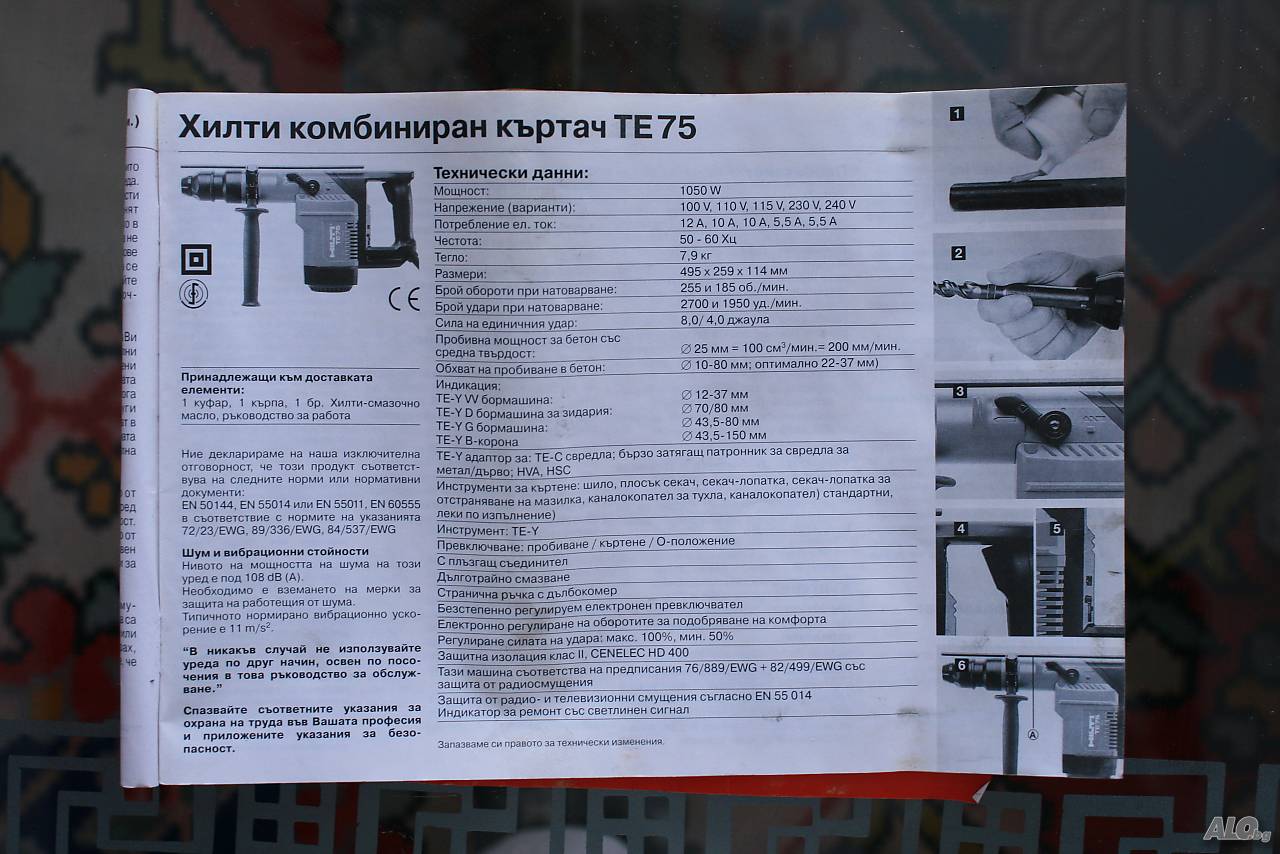 Хилти комбиниран къртач TE 75
HILTI
TE 75
Принадлежащи към доставката
елементи:
1 куфар, 1 кърпа, 1 бр. Хилти-смазочно
масло, ръководство за работа
Ние декларираме на наша изключителна
отговорност, че този продукт съответст-
вува на следните норми или нормативни
документи:
EN 50144, EN 55014 или EN 55011, EN 60555
в съответствие с нормите на указанията
72/23/EWG, 89/336/EWG, 84/537/EWG
Шум и вибрационни стойности
Нивото на мощността на шума на този
уред е под 108 dB (A).
Необходимо е вземането на мерки за
защита на работещия от шума.
Типичното нормирано вибрационно уско-
рение е 11 m/s².
"В никакъв случай не използвайте
уреда по друг начин, освен по посо-
чения в това ръководство за обслуж-
ване."
Спазвайте съответните указания за
охрана на труда във Вашата професия
и приложените указания за безо-
пасност.
Технически данни:
Мощност: 1050 W
Напрежение (варианти): 100 V, 110 V, 115 V, 230 V, 240 V
Потребление ел. ток: 12 A, 10 A, 10 A, 5,5 A, 5,5 A
Честота: 50 - 60 Хц
Тегло: 7,9 кг
Размери: 495 x 259 x 114 мм
Брой обороти при натоварване: 255 и 185 об./мин.
Брой удари при натоварване: 2700 и 1950 уд./мин.
Сила на единичния удар: 8,0/ 4,0 джаула
Пробивна мощност за бетон със
средна твърдост: ∅ 25 мм = 100 см³/мин.= 200 мм/мин.
Обхват на пробиване в бетон: ∅ 10-80 мм; оптимално 22-37 мм)
Индикация:
TE-Y VV бормашина: ∅ 12-37 мм
TE-Y D бормашина за зидария: ∅ 70/80 мм
TE-Y G бормашина: ∅ 43,5-80 мм
TE-Y B-корона ∅ 43,5-150 мм
TE-Y адаптор за: TE-C свредла; бързо затягащ патронник за свредла за
метал/дърво; HVA, HSC
Инструменти за къртене: шило, плосък секач, секач-лопатка, секач-лопатка за
отстраняване на мазилка, каналокопател за тухла, каналокопател) стандартни,
леки по изпълнение)
Инструмент: TE-Y
Превключване: пробиване / къртене / О-положение
С плъзгащ съединител
Дълготрайно смазване
Странична ръчка с дълбокомер
Безстепенно регулируем електронен превключвател
Електронно регулиране на оборотите за подобряване на комфорта
Регулиране силата на удара: макс. 100%, мин. 50%
Защитна изолация клас II, CENELEC HD 400
Тази машина съответства на предписания 76/889/EWG + 82/499/EWG със
защита от радиосмущения
Защита от радио- и телевизионни смущения съгласно EN 55 014
Индикатор за ремонт със светлинен сигнал
Запазваме си правото за технически изменения.
1
2
3
4
5
6
A
HILTI
ALO.bg